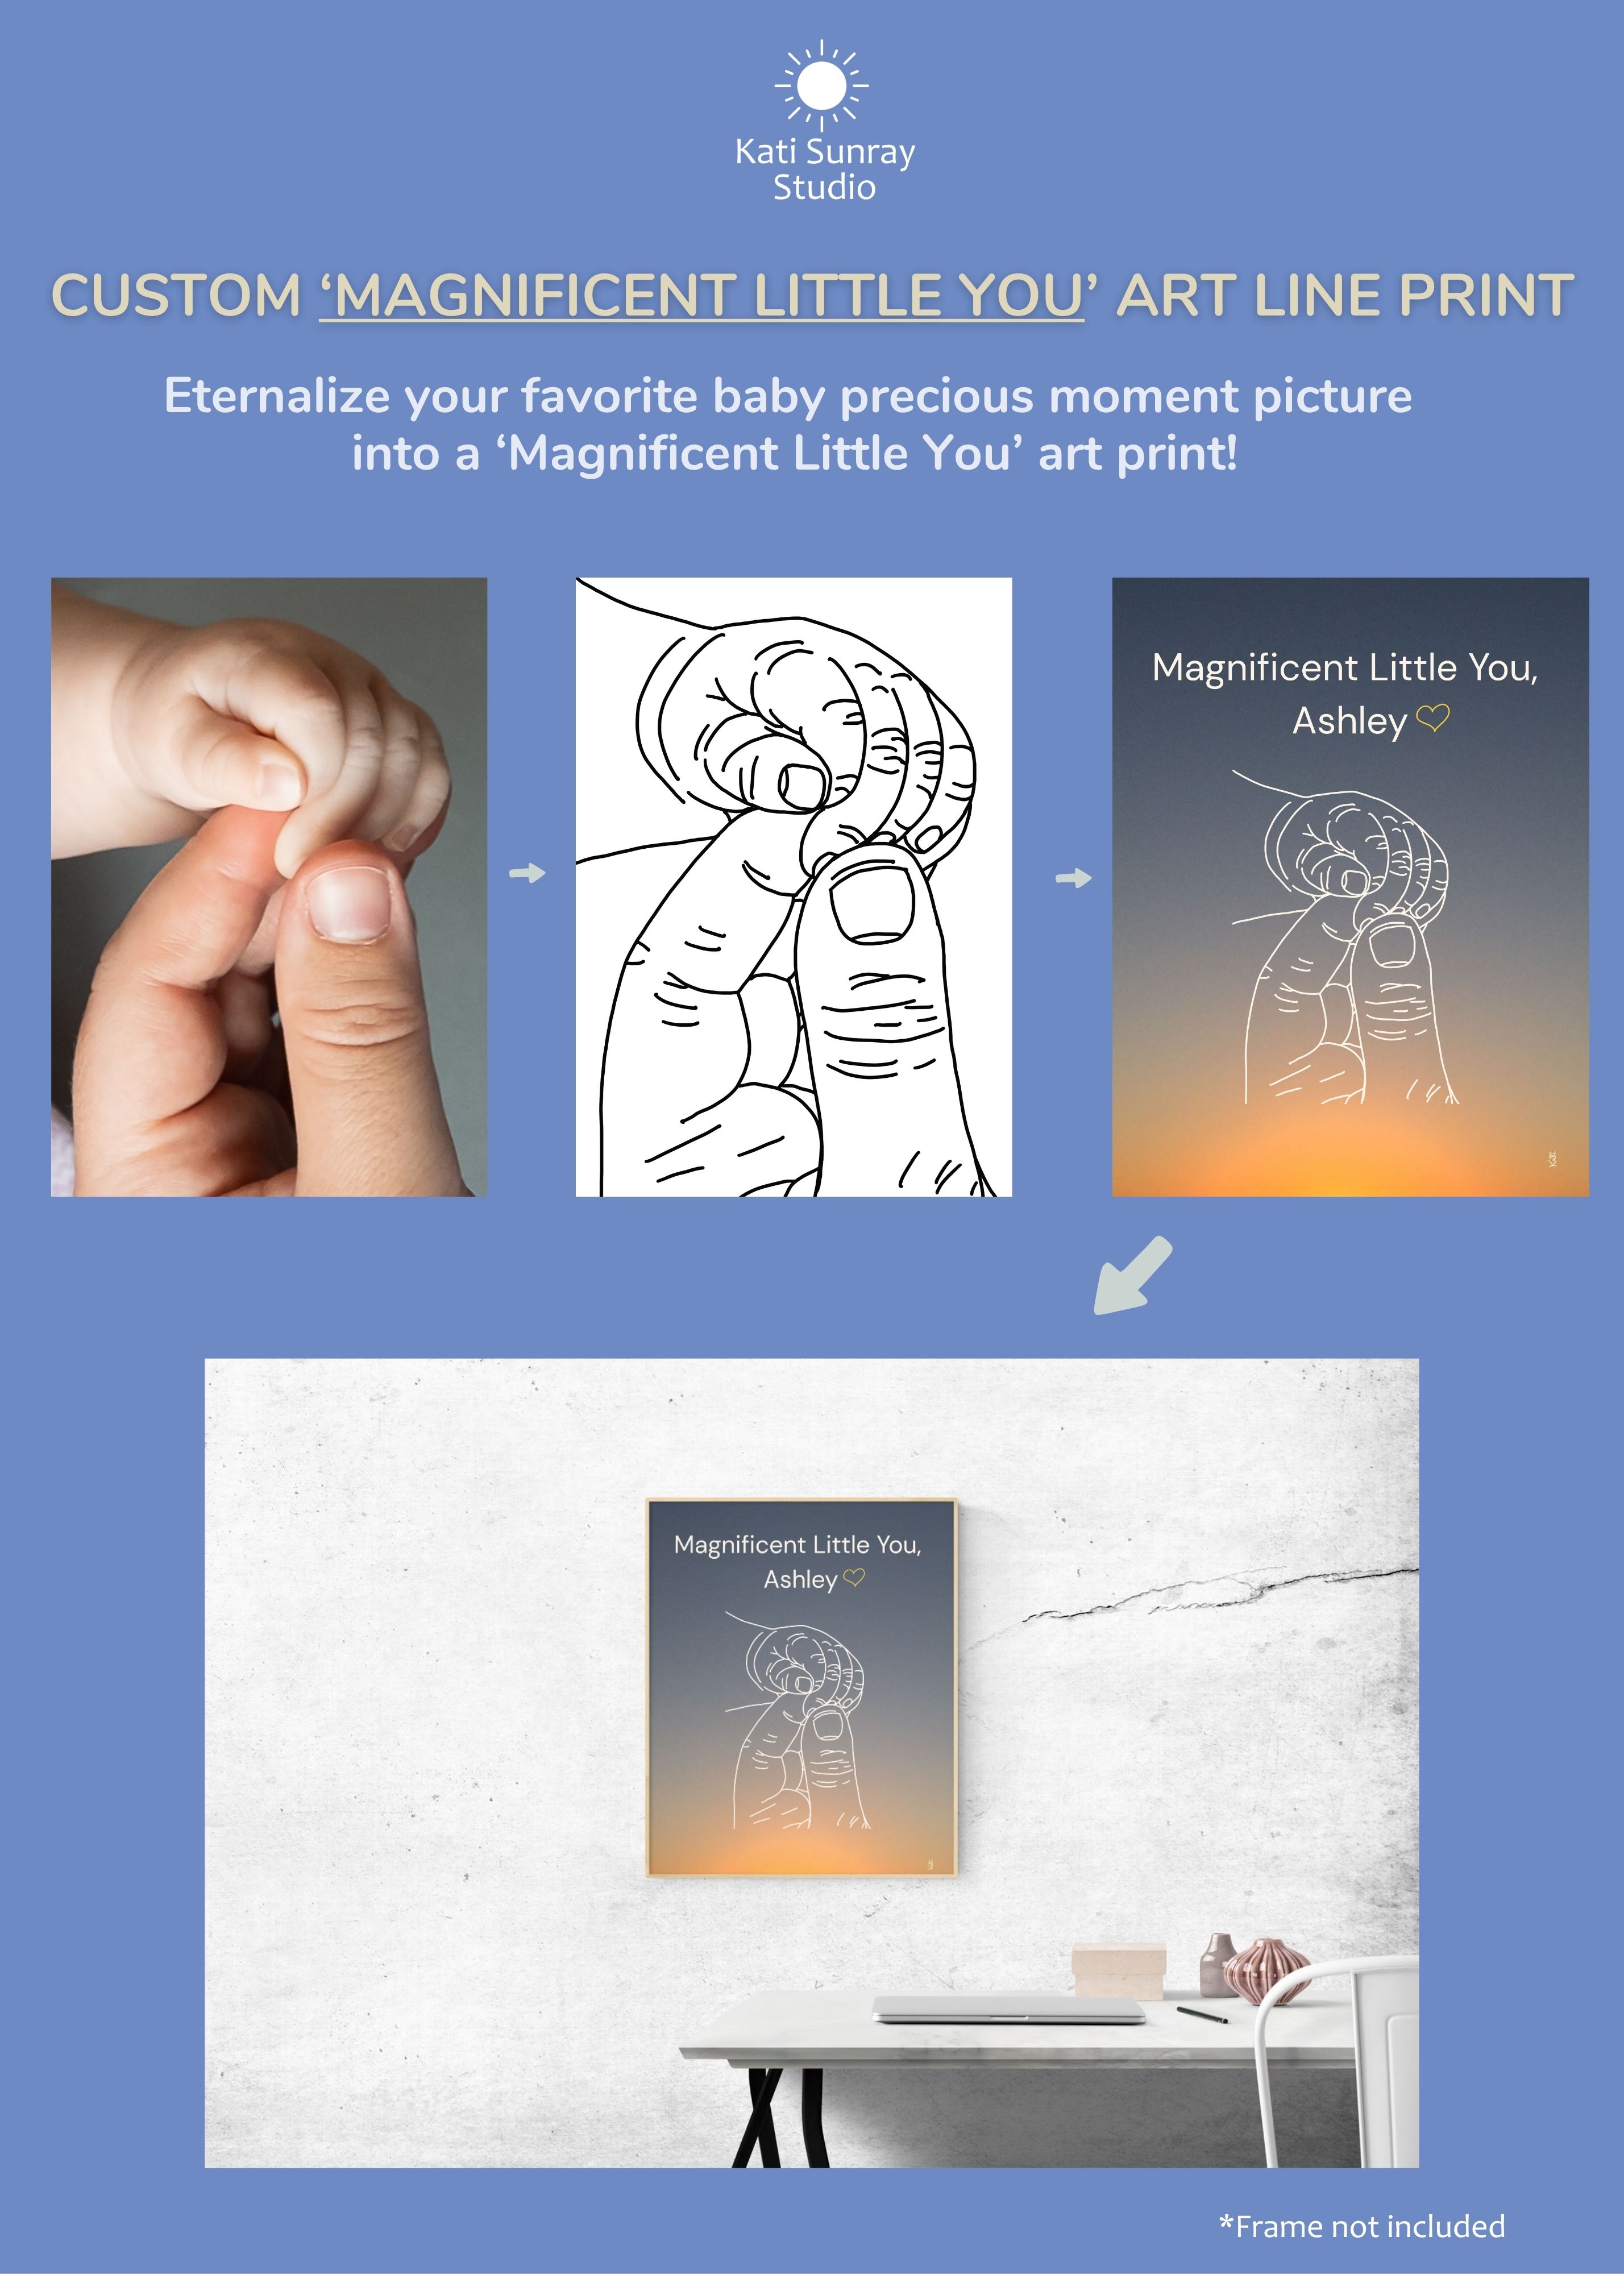 Kati Sunray
Studio
CUSTOM ‘MAGNIFICENT LITTLE YOU’ ART LINE PRINT
Eternalize your favorite baby precious moment picture
into a ‘Magnificent Little You’ art print!
Magnificent Little You,
Ashley
Kati
Magnificent Little You,
Ashley
*Frame not included